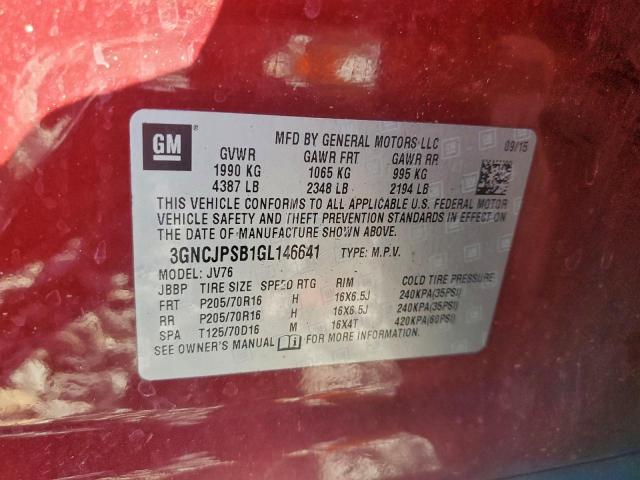 GM
MFD BY GENERAL MOTORS LLC 09/15
GVWR GAWR FRT GAWR RR
1990 KG 1065 KG 995 KG
4387 LB 2348 LB 2194 LB
THIS VEHICLE CONFORMS TO ALL APPLICABLE U.S. FEDERAL MOTOR
VEHICLE SAFETY AND THEFT PREVENTION STANDARDS IN EFFECT ON
THE DATE OF MANUFACTURE SHOWN ABOVE.
3GNCJPSB1GL146641 TYPE: M.P.V.
MODEL: JV76
JBBP TIRE SIZE SPEED RTG RIM COLD TIRE PRESSURE
FRT P205/70R16 H 16X6.5J 240KPA(35PSI)
RR P205/70R16 H 16X6.5J 240KPA(35PSI)
SPA T125/70D16 M 16X4T 420KPA(60PSI)
SEE OWNER'S MANUAL FOR MORE INFORMATION.